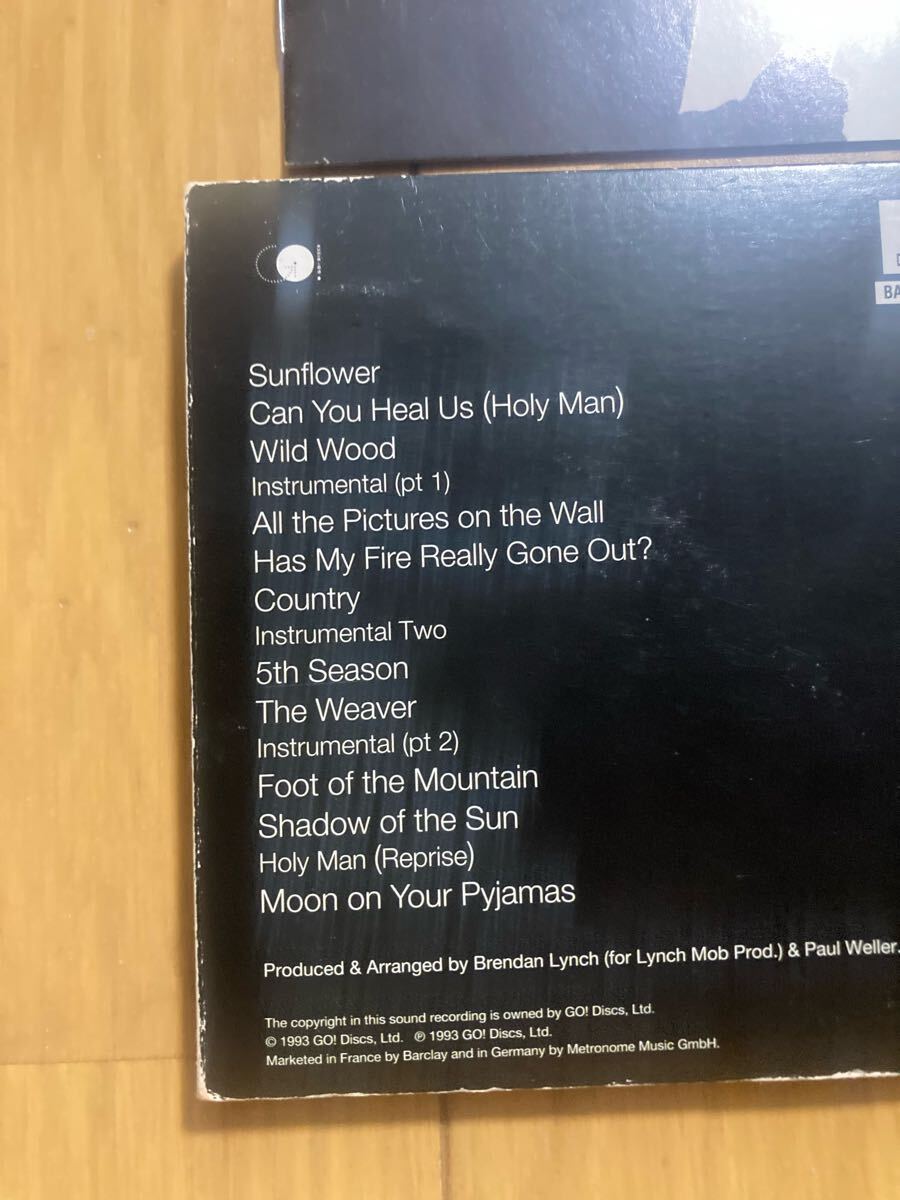 BA
Sunflower
Can You Heal Us (Holy Man)
Wild Wood
Instrumental (pt 1)
All the Pictures on the Wall
Has My Fire Really Gone Out?
Country
Instrumental Two
5th Season
The Weaver
Instrumental (pt 2)
Foot of the Mountain
Shadow of the Sun
Holy Man (Reprise)
Moon on Your Pyjamas
Produced & Arranged by Brendan Lynch (for Lynch Mob Prod.) & Paul Weller.
The copyright in this sound recording is owned by GO! Discs, Ltd.
© 1993 GO! Discs, Ltd. ℗ 1993 GO! Discs, Ltd.
Marketed in France by Barclay and in Germany by Metronome Music GmbH.